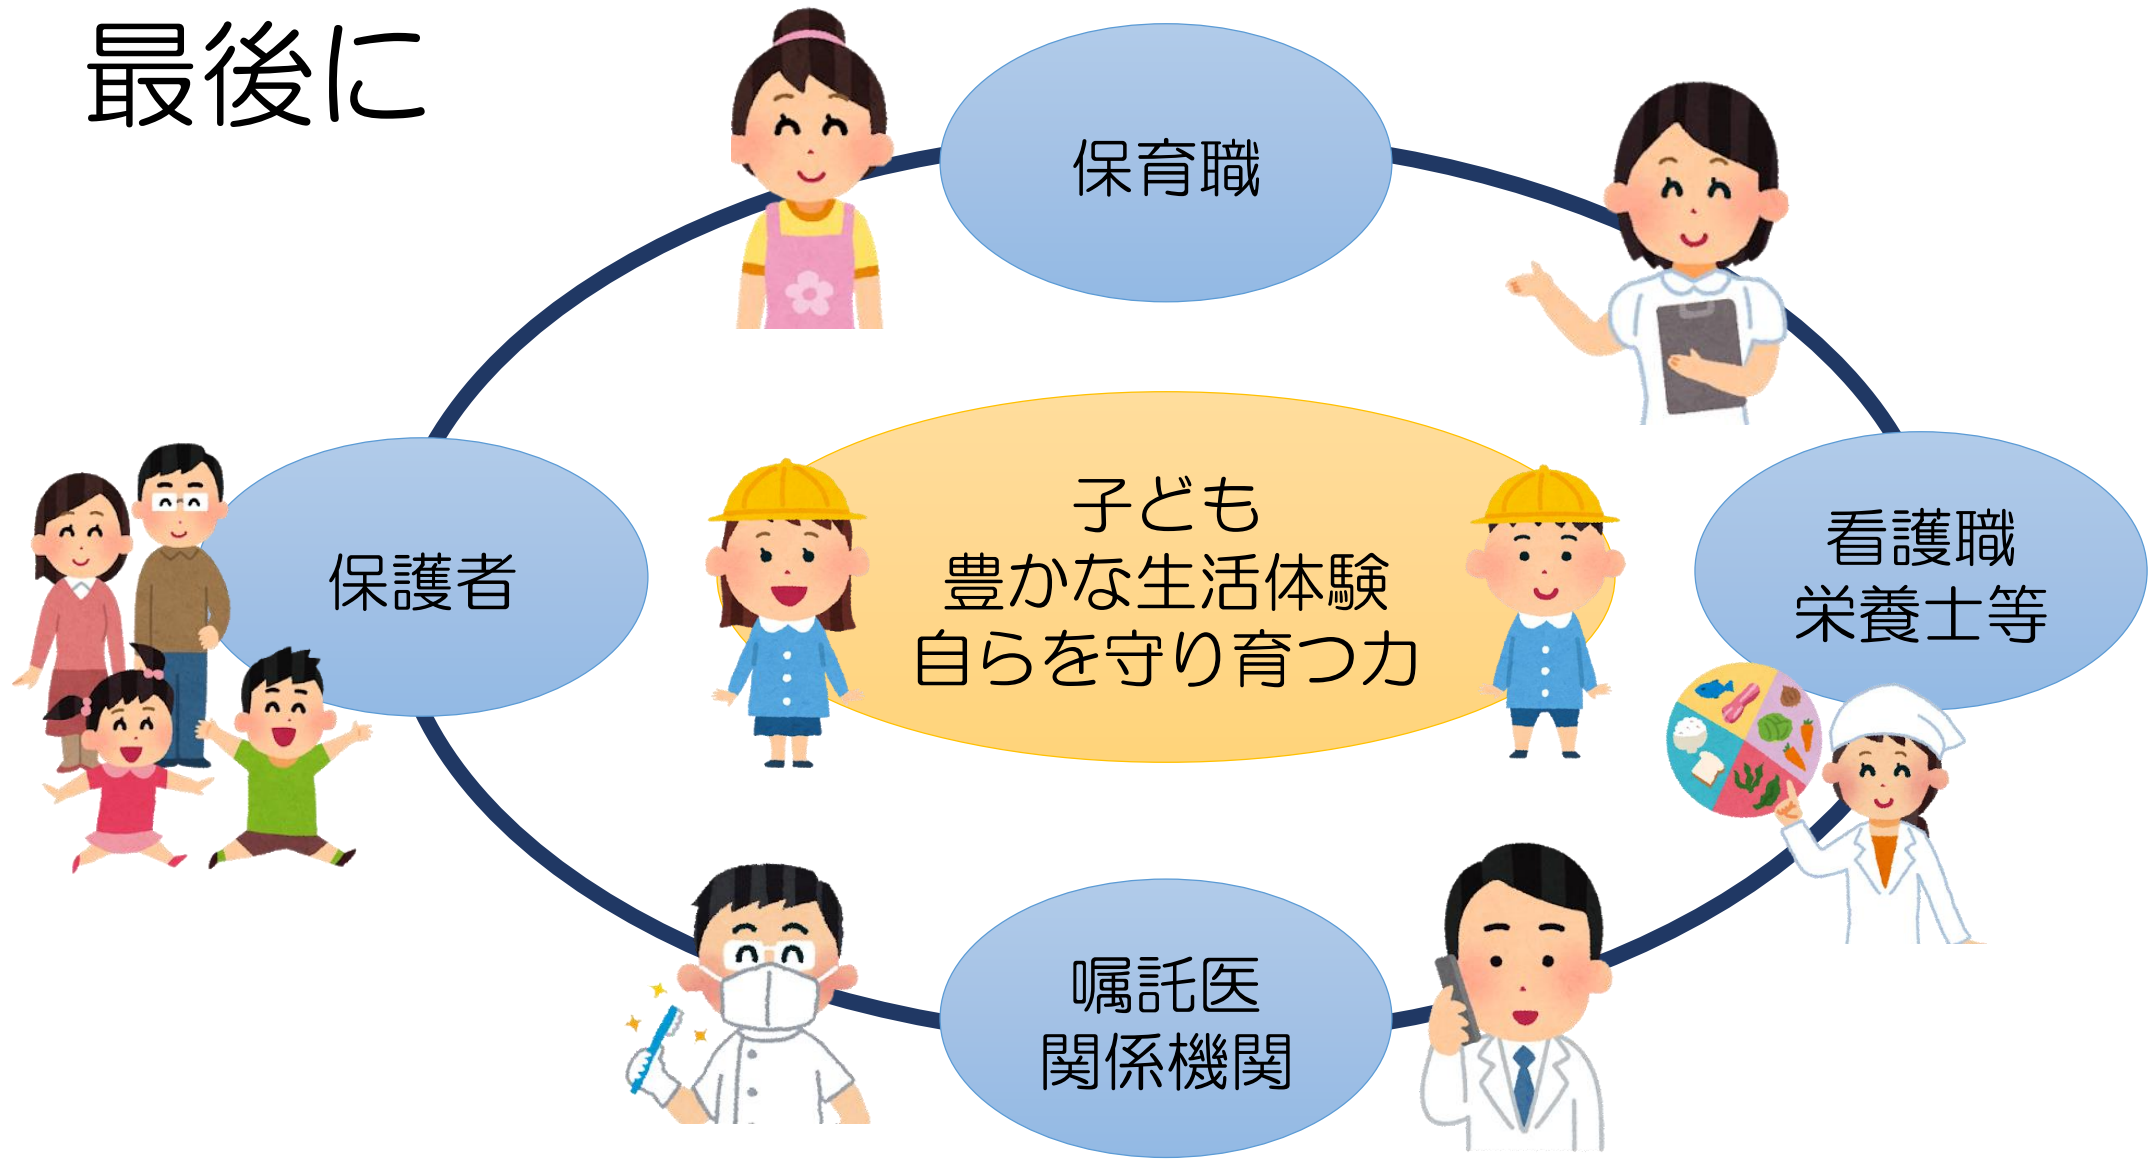 最後に
保育職
保護者
子ども
豊かな生活体験
自らを守り育つ力
看護職
栄養士等
嘱託医
関係機関